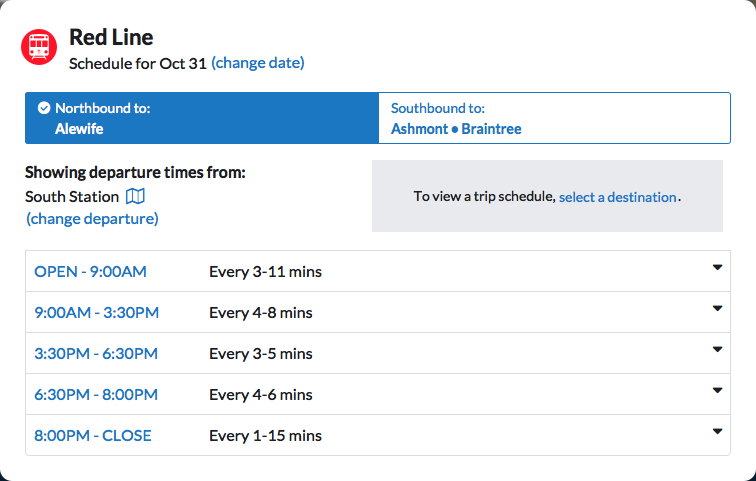 Red Line
Schedule for Oct 31 (change date)
Northbound to:
Alewife
Southbound to:
Ashmont • Braintree
Showing departure times from:
South Station
(change departure)
To view a trip schedule, select a destination.
OPEN - 9:00AM Every 3-11 mins
9:00AM - 3:30PM Every 4-8 mins
3:30PM - 6:30PM Every 3-5 mins
6:30PM - 8:00PM Every 4-6 mins
8:00PM - CLOSE Every 1-15 mins